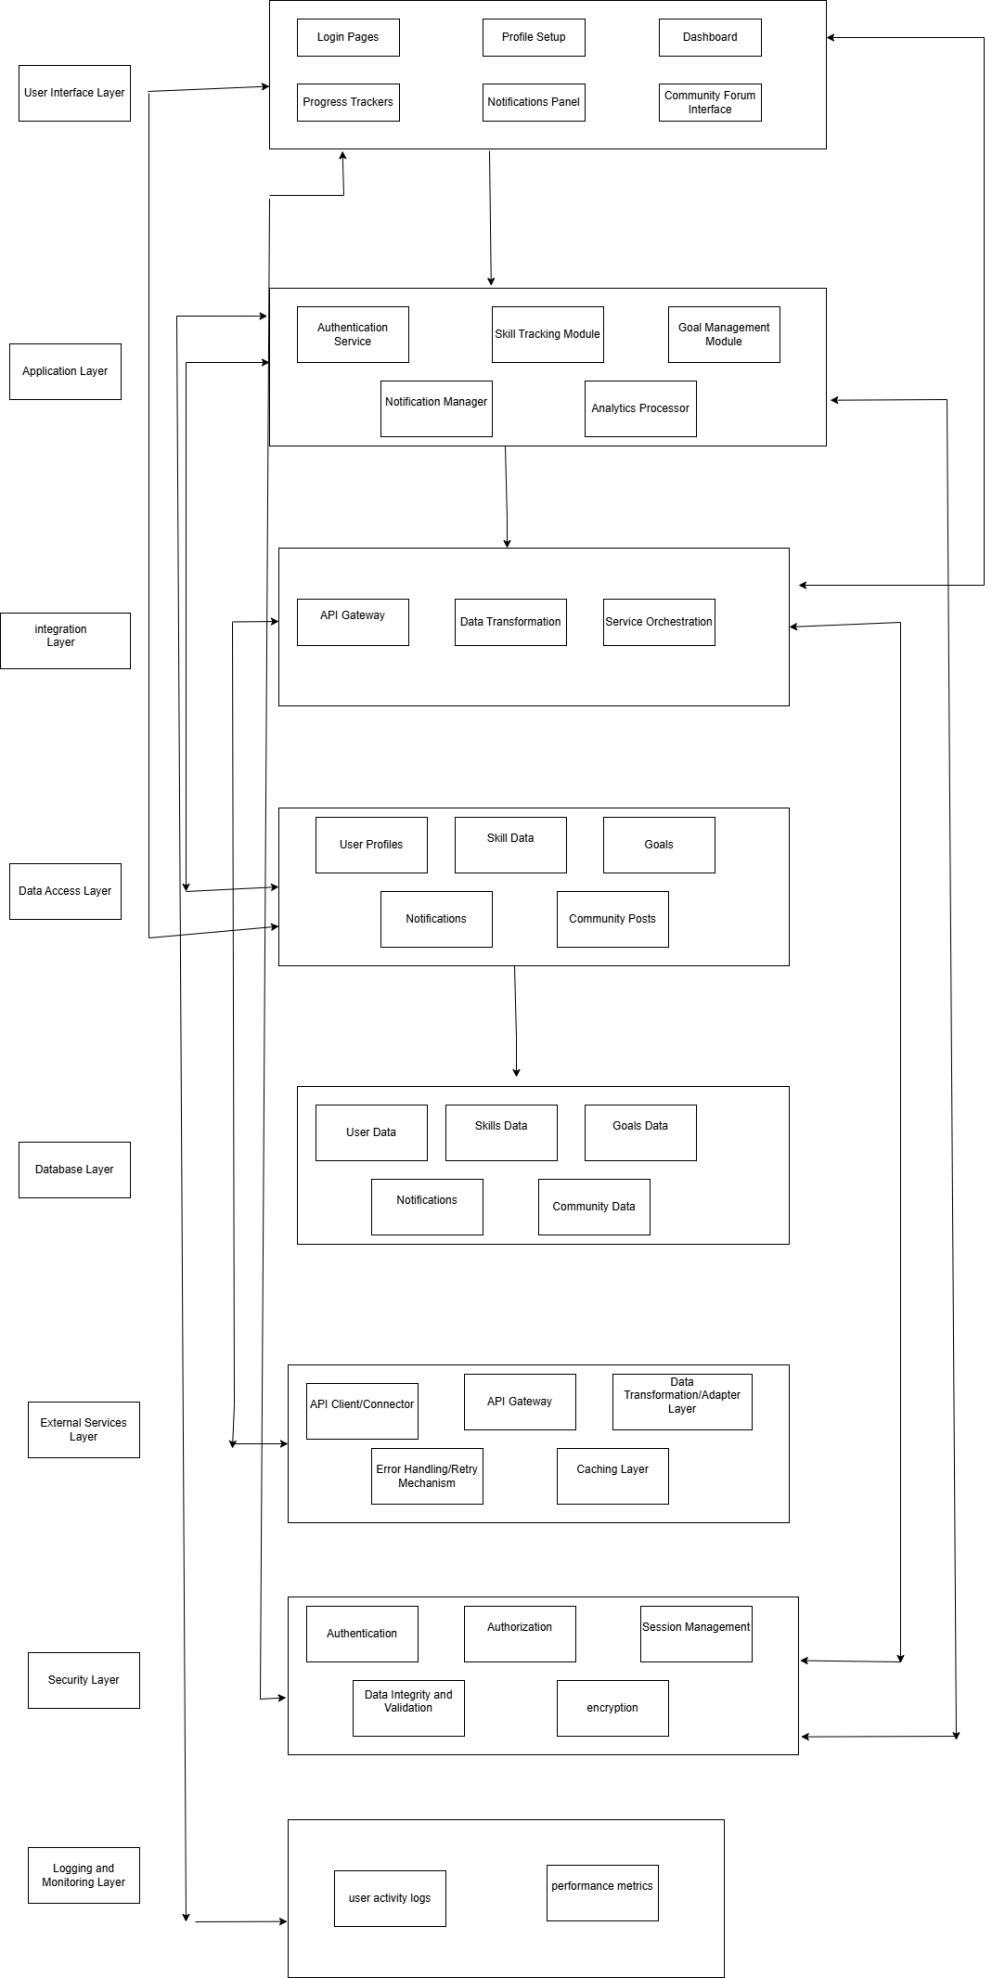 Login Pages
Profile Setup
Dashboard
User Interface Layer
Progress Trackers
Notifications Panel
Community Forum
Interface
Authentication
Service
Skill Tracking Module
Goal Management
Module
Application Layer
Notification Manager
Analytics Processor
integration
Layer
API Gateway
Data Transformation
Service Orchestration
User Profiles
Skill Data
Goals
Data Access Layer
Notifications
Community Posts
User Data
Skills Data
Goals Data
Database Layer
Notifications
Community Data
External Services
Layer
API Client/Connector
API Gateway
Data
Transformation/Adapter
Layer
Error Handling/Retry
Mechanism
Caching Layer
Authentication
Authorization
Session Management
Security Layer
Data Integrity and
Validation
encryption
Logging and
Monitoring Layer
user activity logs
performance metrics